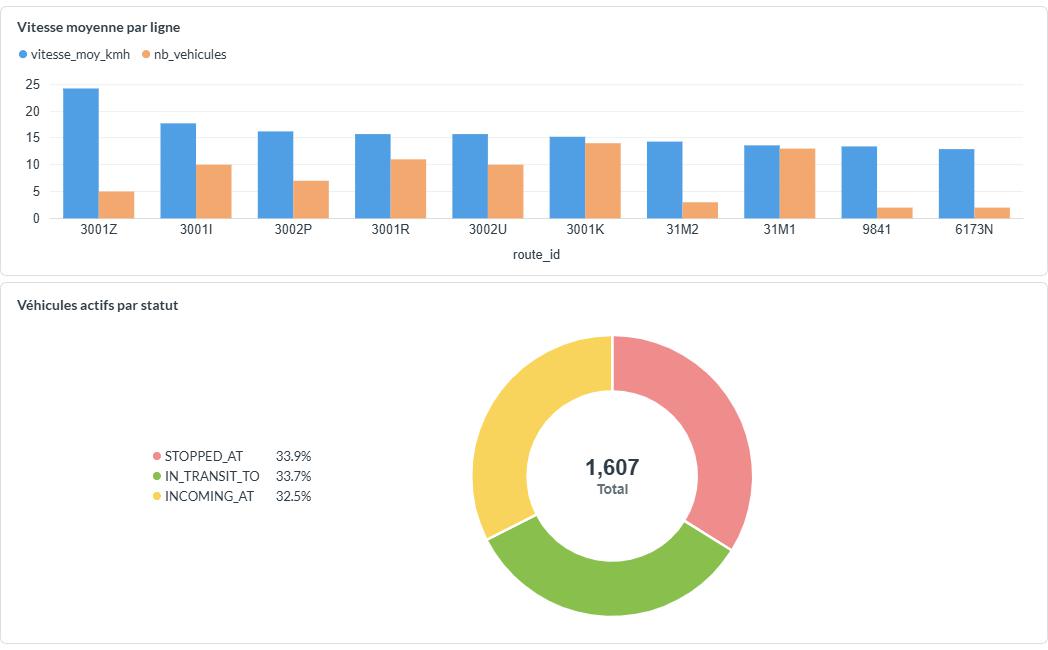 Vitesse moyenne par ligne
vitesse_moy_kmh nb_vehicules
25
20
15
10
5
0
3001Z 3001I 3002P 3001R 3002U 3001K 31M2 31M1 9841 6173N
route_id
Véhicules actifs par statut
STOPPED_AT 33.9%
IN_TRANSIT_TO 33.7%
INCOMING_AT 32.5%
1,607
Total